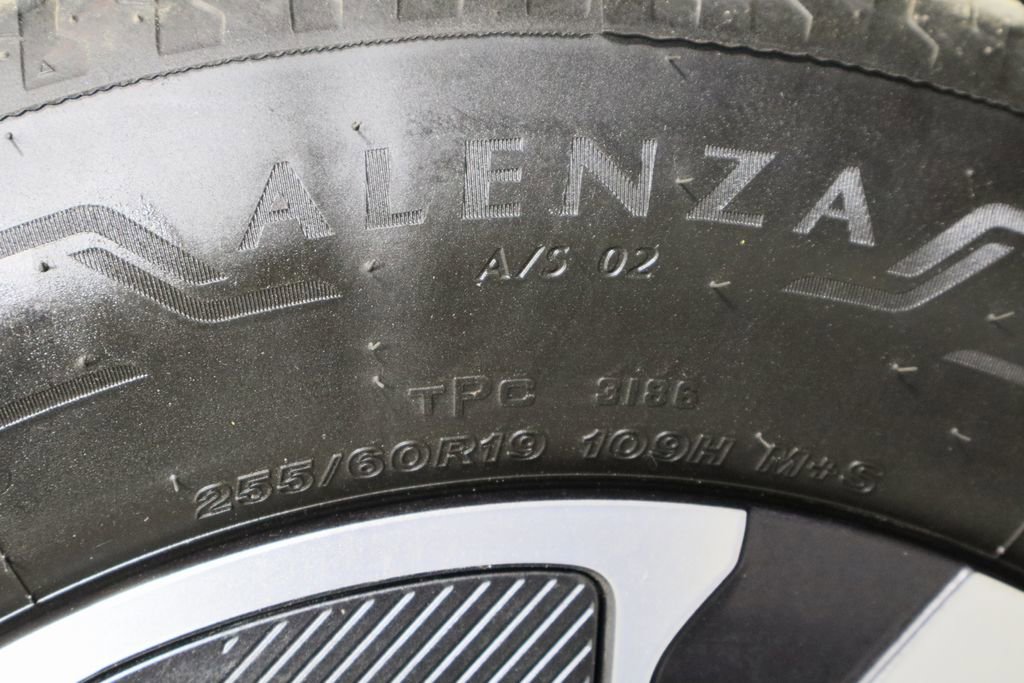 ALENZA
A/S 02
TPC 3186
255/60R19 109H M+S